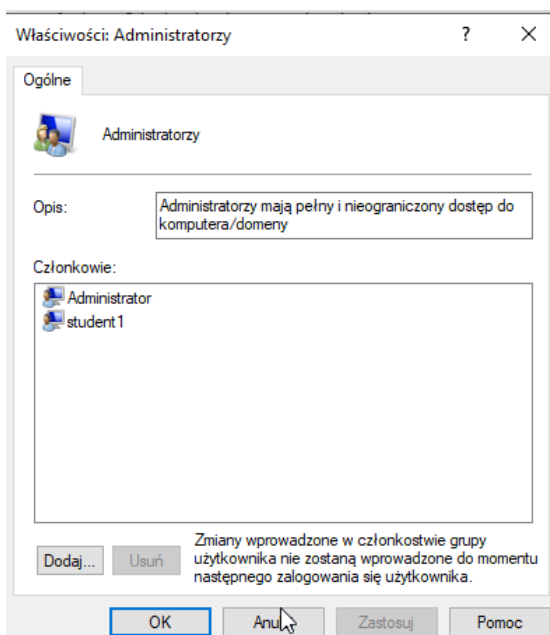 Właściwości: Administratorzy ? ×
Ogólne
Administratorzy
Opis: Administratorzy mają pełny i nieograniczony dostęp do
komputera/domeny
Członkowie:
Administrator
student1
Zmiany wprowadzone w członkostwie grupy
Dodaj... Usuń użytkownika nie zostaną wprowadzone do momentu
następnego zalogowania się użytkownika.
OK Anuluj Zastosuj Pomoc